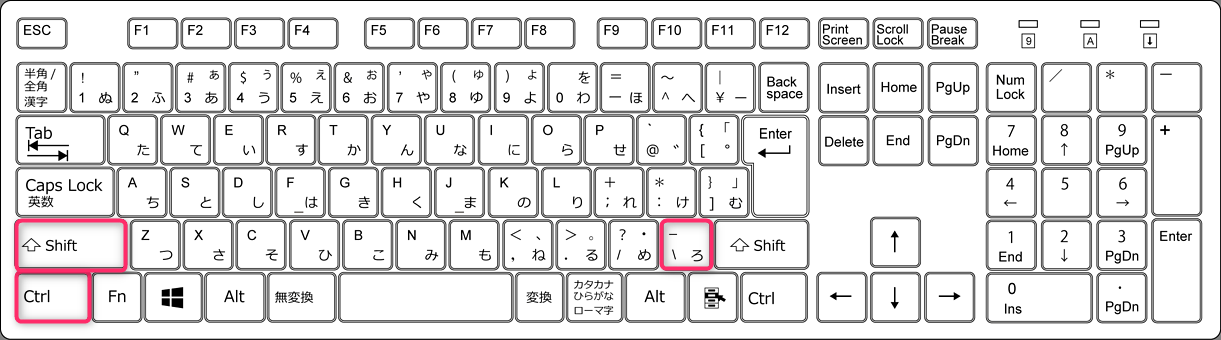 ESC F1 F2 F3 F4 F5 F6 F7 F8 F9 F10 F11 F12 Print Screen Scroll Lock Pause Break 9 A ⬇
半角/全角 漢字 ! 1 ぬ " 2 ふ # ぁ 3 あ $ ぅ 4 う % ぇ 5 え & ぉ 6 お ' ゃ 7 や ( ゅ 8 ゆ ) ょ 9 よ を 0 わ = ー ほ ~ ^ へ | ¥ ー Back space Insert Home PgUp Num Lock / * −
Tab Q た W て E い R す T か Y ん U な I に O ら P せ ` @ ゛ { 「 [ ゜ Enter Delete End PgDn 7 Home 8 ↑ 9 PgUp +
Caps Lock 英数 A ち S と D し F _ は G き H く J _ ま K の L り + ; れ * : け } 」 ] む 4 ← 5 6 →
⇧ Shift Z つ X さ C そ V ひ B こ N み M も < 、 , ね > 。 . る ? ・ / め _ \ ろ ⇧ Shift ↑ 1 End 2 ↓ 3 PgDn Enter
Ctrl Fn Alt 無変換 変換 カタカナ ひらがな ローマ字 Alt Ctrl ← ↓ → 0 Ins . PgDn